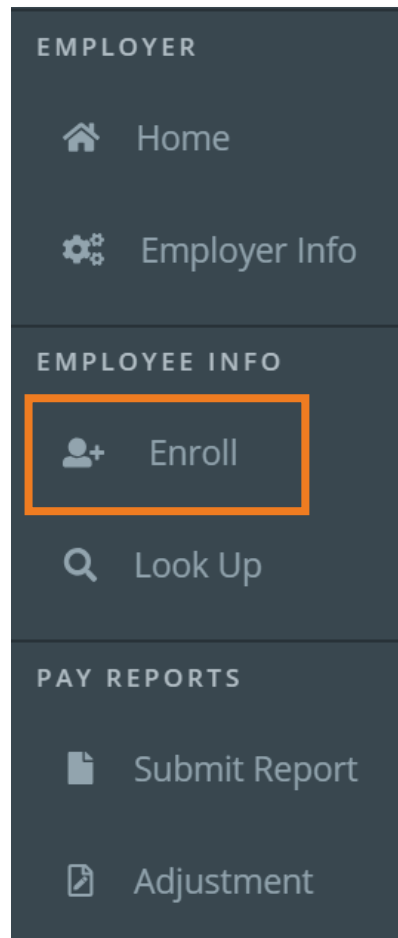 EMPLOYER
Home
Employer Info
EMPLOYEE INFO
Enroll
Look Up
PAY REPORTS
Submit Report
Adjustment